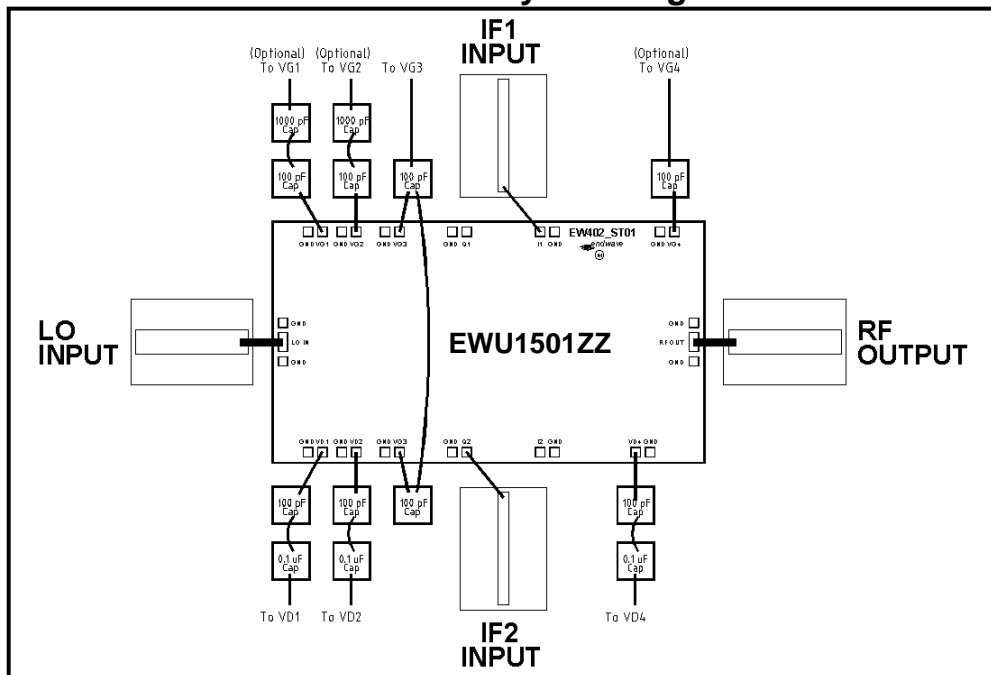 IF1
INPUT
(Optional)
To VG1
(Optional)
To VG2
To VG3
(Optional)
To VG4
1000 pF
Cap
1000 pF
Cap
100 pF
Cap
100 pF
Cap
100 pF
Cap
100 pF
Cap
GND VG1 GND VG2 GND VG3 GND Q1 I1 GND GND VG4
EW402_ST01
endwave
LO
INPUT
GND
LO IN
GND
EWU1501ZZ
GND
RF OUT
GND
RF
OUTPUT
GND VD1 GND VD2 GND VG3 GND Q2 I2 GND VD4 GND
100 pF
Cap
100 pF
Cap
100 pF
Cap
100 pF
Cap
0.1 uF
Cap
0.1 uF
Cap
0.1 uF
Cap
To VD1
To VD2
To VD4
IF2
INPUT